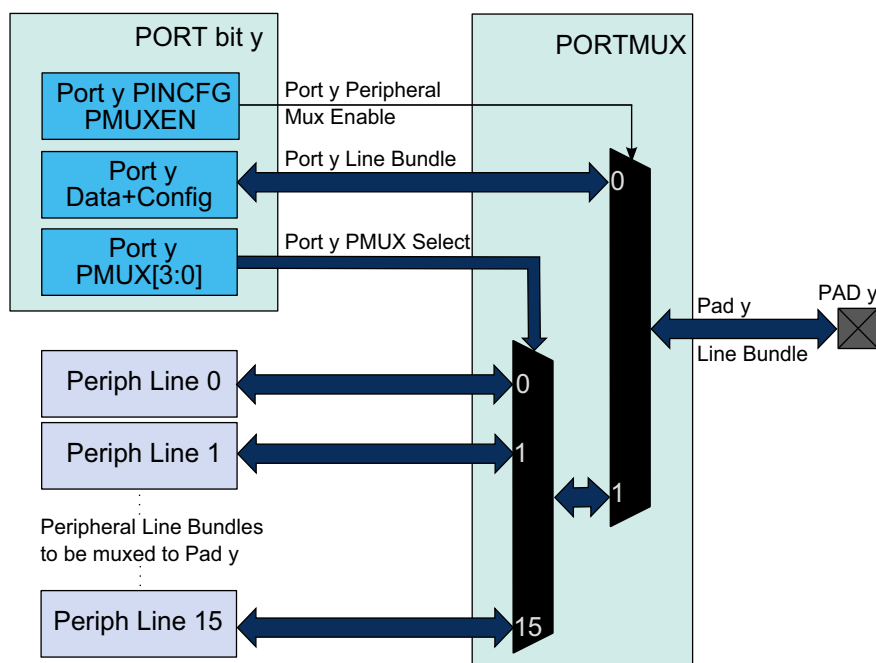 PORT bit y
PORTMUX
Port y PINCFG
PMUXEN
Port y Peripheral
Mux Enable
Port y
Data+Config
Port y Line Bundle
0
Port y
PMUX[3:0]
Port y PMUX Select
Pad y
Line Bundle
PAD y
Periph Line 0
0
Periph Line 1
1
1
Peripheral Line Bundles
to be muxed to Pad y
Periph Line 15
15